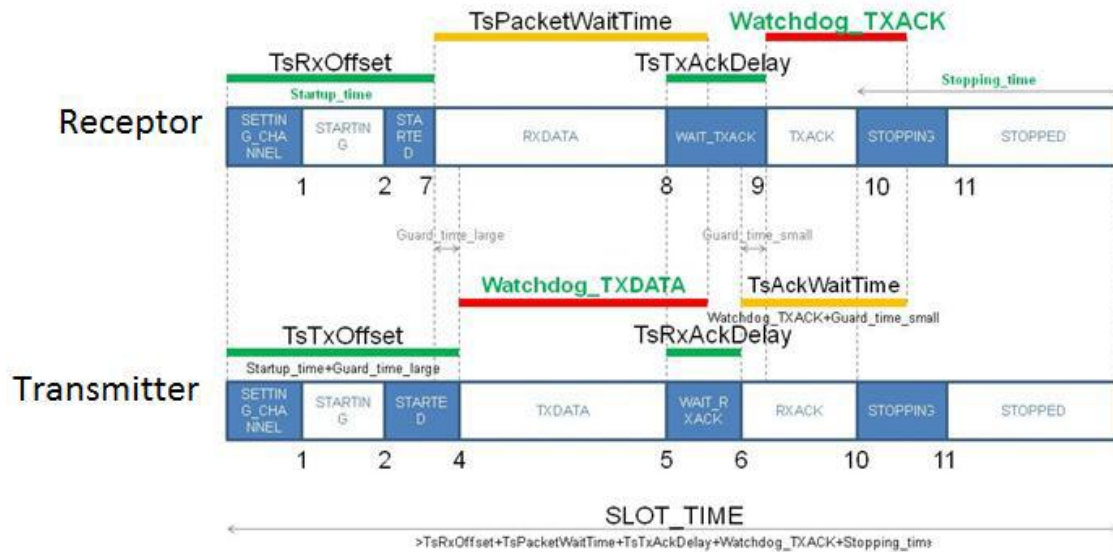 TsPacketWaitTime
Watchdog_TXACK
TsRxOffset
TsTxAckDelay
Startup_time
Stopping_time
Receptor
SETTIN
G_CHA
NNEL
STARTIN
G
STA
RTE
D
RXDATA
WAIT_TXACK
TXACK
STOPPING
STOPPED
1
2
7
8
9
10
11
Guard_time_large
Guard_time_small
Watchdog_TXDATA
TsAckWaitTime
Watchdog_TXACK+Guard_time_small
TsTxOffset
TsRxAckDelay
Startup_time+Guard_time_large
Transmitter
SETTIN
G_CHA
NNEL
STARTIN
G
STARTE
D
TXDATA
WAIT_R
XACK
RXACK
STOPPING
STOPPED
1
2
4
5
6
10
11
SLOT_TIME
>TsRxOffset+TsPacketWaitTime+TsTxAckDelay+Watchdog_TXACK+Stopping_time